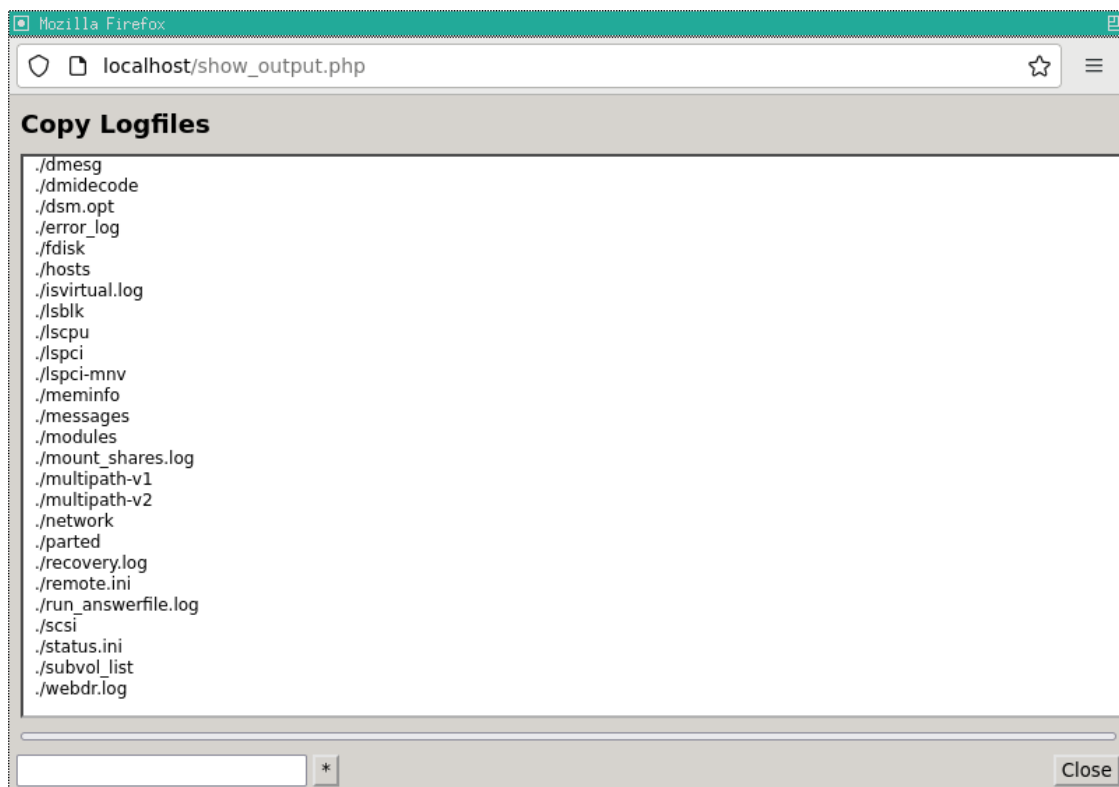 Mozilla Firefox
localhost/show_output.php
Copy Logfiles
./dmesg
./dmidecode
./dsm.opt
./error_log
./fdisk
./hosts
./isvirtual.log
./lsblk
./lscpu
./lspci
./lspci-mnv
./meminfo
./messages
./modules
./mount_shares.log
./multipath-v1
./multipath-v2
./network
./parted
./recovery.log
./remote.ini
./run_answerfile.log
./scsi
./status.ini
./subvol_list
./webdr.log
* Close